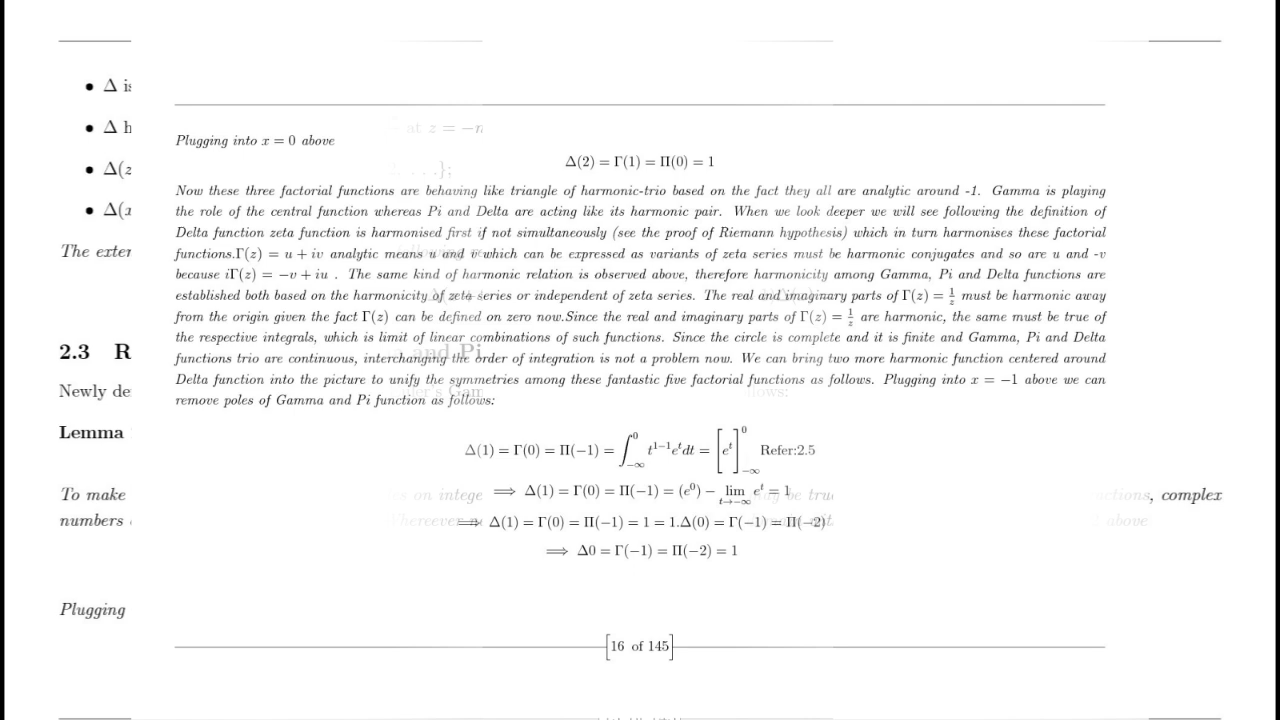 • Δ is
• Δ h at z = −n
Plugging into x = 0 above
Δ(2) = Γ(1) = Π(0) = 1
• Δ(z . . .};
Now these three factorial functions are behaving like triangle of harmonic-trio based on the fact they all are analytic around -1. Gamma is playing
• Δ(x
the role of the central function whereas Pi and Delta are acting like its harmonic pair. When we look deeper we will see following the definition of
Delta function zeta function is harmonised first if not simultaneously (see the proof of Riemann hypothesis) which in turn harmonises these factorial
The exter
functions.Γ(z) = u + iv analytic means u and v which can be expressed as variants of zeta series must be harmonic conjugates and so are u and -v
because iΓ(z) = −v + iu . The same kind of harmonic relation is observed above, therefore harmonicity among Gamma, Pi and Delta functions are
established both based on the harmonicity of zeta series or independent of zeta series. The real and imaginary parts of Γ(z) = 1/z must be harmonic away
from the origin given the fact Γ(z) can be defined on zero now.Since the real and imaginary parts of Γ(z) = 1/z are harmonic, the same must be true of
the respective integrals, which is limit of linear combinations of such functions. Since the circle is complete and it is finite and Gamma, Pi and Delta
2.3 R and Pi
functions trio are continuous, interchanging the order of integration is not a problem now. We can bring two more harmonic function centered around
Delta function into the picture to unify the symmetries among these fantastic five factorial functions as follows. Plugging into x = −1 above we can
Newly de Gam lows:
remove poles of Gamma and Pi function as follows:
Lemma
Δ(1) = Γ(0) = Π(−1) = ∫_{−∞}^{0} t^{1−1}e^{t}dt = [e^{t}]_{−∞}^{0} Refer:2.5
⟹ Δ(1) = Γ(0) = Π(−1) = (e^{0}) − lim_{t→−∞} e^{t} = 1
To make on intege be tru ctions, complex
numbers Whereever above
⟹ Δ(1) = Γ(0) = Π(−1) = 1 = 1.Δ(0) = Γ(−1) = Π(−2)
⟹ Δ0 = Γ(−1) = Π(−2) = 1
Plugging
[16 of 145]